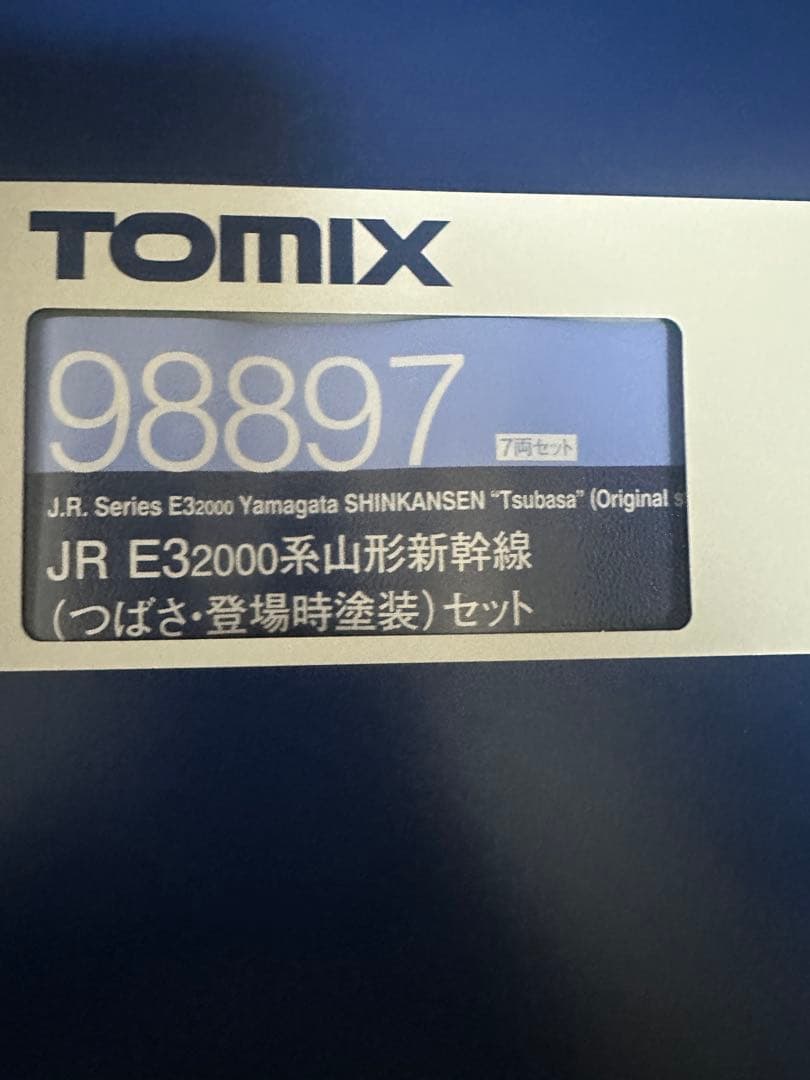 TOMIX
98897
7両セット
J.R. Series E32000 Yamagata SHINKANSEN "Tsubasa" (Original
JR E32000系山形新幹線
(つばさ・登場時塗装)セット